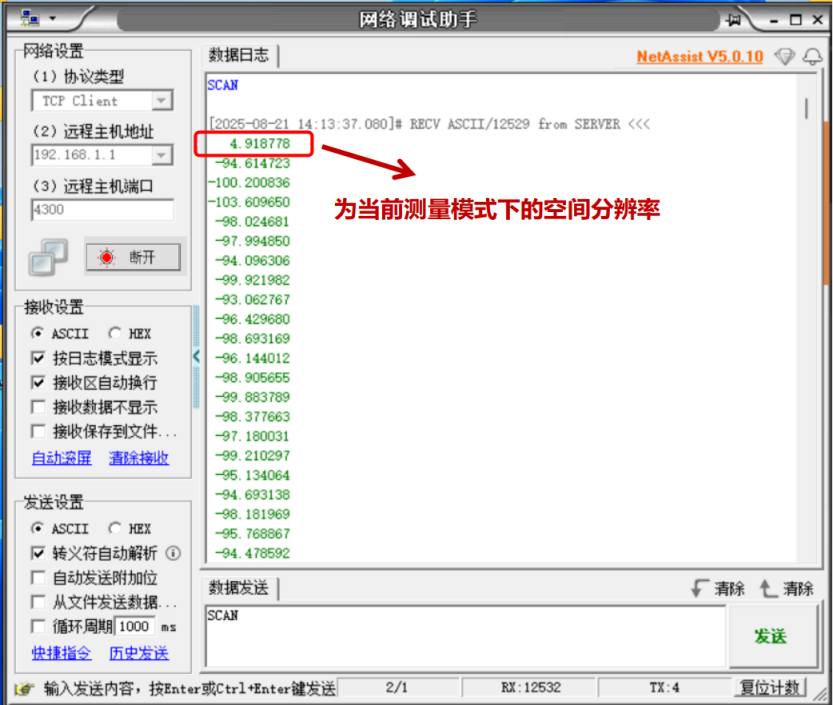 网络调试助手
网络设置
(1) 协议类型
TCP Client
(2) 远程主机地址
192.168.1.1
(3) 远程主机端口
4300
断开
接收设置
ASCII HEX
按日志模式显示
接收区自动换行
接收数据不显示
接收保存到文件...
自动滚屏 清除接收
发送设置
ASCII HEX
转义符自动解析
自动发送附加位
从文件发送数据...
循环周期 1000 ms
快捷指令 历史发送
数据日志
NetAssist V5.0.10
SCAN
[2025-08-21 14:13:37.080]# RECV ASCII/12529 from SERVER <<<
4.918778
-94.614723
-100.200836
-103.609650
-98.024681
-97.994850
-94.096306
-99.921982
-93.062767
-96.429680
-98.693169
-96.144012
-98.905655
-99.883789
-98.377663
-97.180031
-99.210297
-95.134064
-94.693138
-98.181969
-95.768867
-94.478592
为当前测量模式下的空间分辨率
数据发送
清除 清除
SCAN
发送
输入发送内容，按Enter或Ctrl+Enter键发送
2/1
RX:12532
TX:4
复位计数